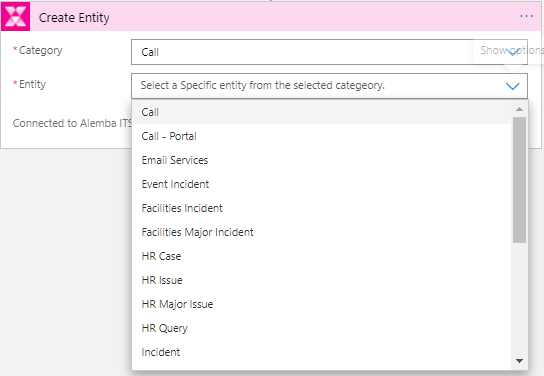 Create Entity
*Category
Call
Show options
*Entity
Select a Specific entity from the selected categeory.
Connected to Alemba ITS
Call
Call - Portal
Email Services
Event Incident
Facilities Incident
Facilities Major Incident
HR Case
HR Issue
HR Major Issue
HR Query
Incident